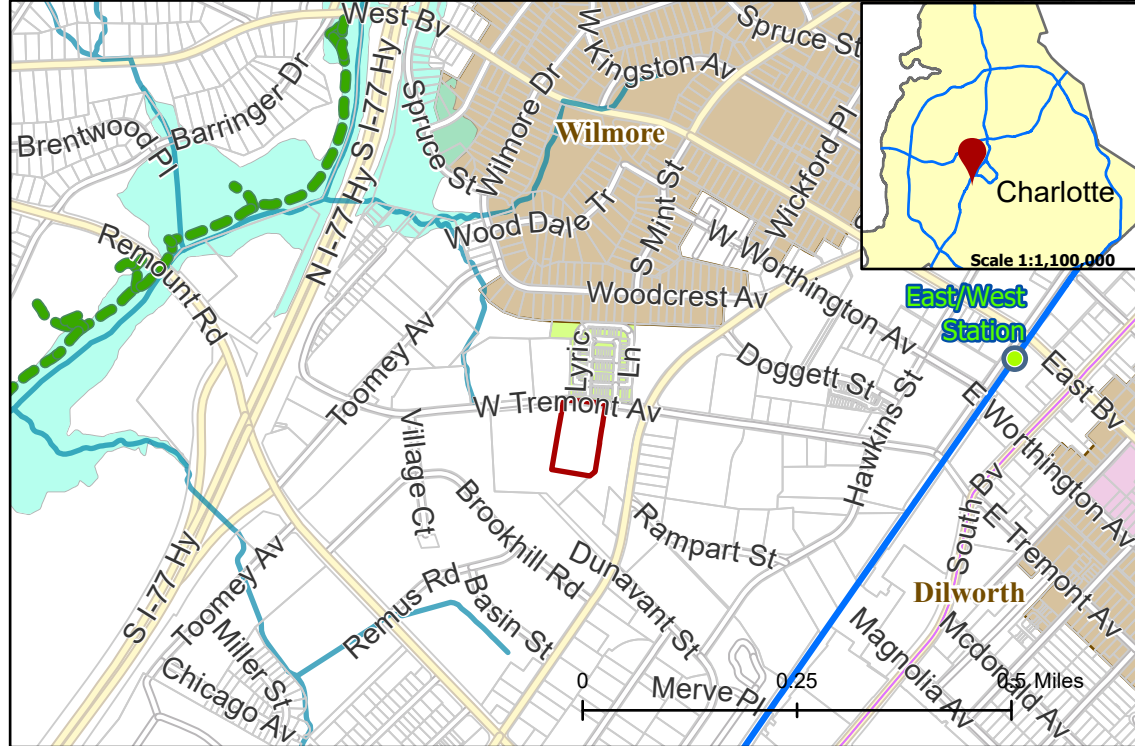 West Bv
Spruce St
W Kingston Av
Barringer Dr
Brentwood Pl
S I-77 Hy
N I-77 Hy
Spruce St
Wilmore Dr
Wilmore
Wickford Pl
Charlotte
Scale 1:1,100,000
Remount Rd
Wood Dale Tr
S Mint St
W Worthington Av
Woodcrest Av
East/West
Station
Toomey Av
Lyric
Ln
Doggett St
Hawkins St
East Bv
E Worthington Av
W Tremont Av
Village Ct
Brookhill Rd
Rampart St
South Bv
E Tremont Av
S I-77 Hy
Toomey Av
Dunavant St
Dilworth
Remus Rd
Basin St
Miller St
Chicago Av
Merve Pl
Magnolia Av
Mcdonald Av
0
0.25
0.5 Miles